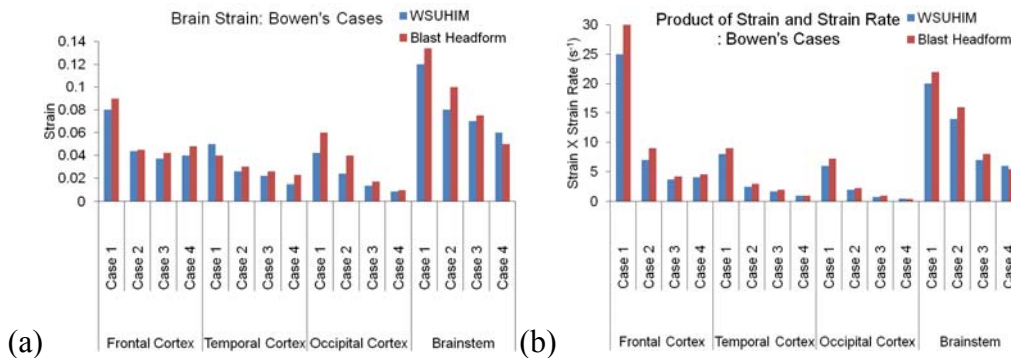 Brain Strain: Bowen's Cases
WSUHIM
Blast Headform
Strain
0.14
0.12
0.1
0.08
0.06
0.04
0.02
0
Case 1
Case 2
Case 3
Case 4
Case 1
Case 2
Case 3
Case 4
Case 1
Case 2
Case 3
Case 4
Case 1
Case 2
Case 3
Case 4
Frontal Cortex
Temporal Cortex
Occipital Cortex
Brainstem
(a)
Product of Strain and Strain Rate
: Bowen's Cases
WSUHIM
Blast Headform
Strain X Strain Rate (s⁻¹)
30
25
20
15
10
5
0
Case 1
Case 2
Case 3
Case 4
Case 1
Case 2
Case 3
Case 4
Case 1
Case 2
Case 3
Case 4
Case 1
Case 2
Case 3
Case 4
Frontal Cortex
Temporal Cortex
Occipital Cortex
Brainstem
(b)